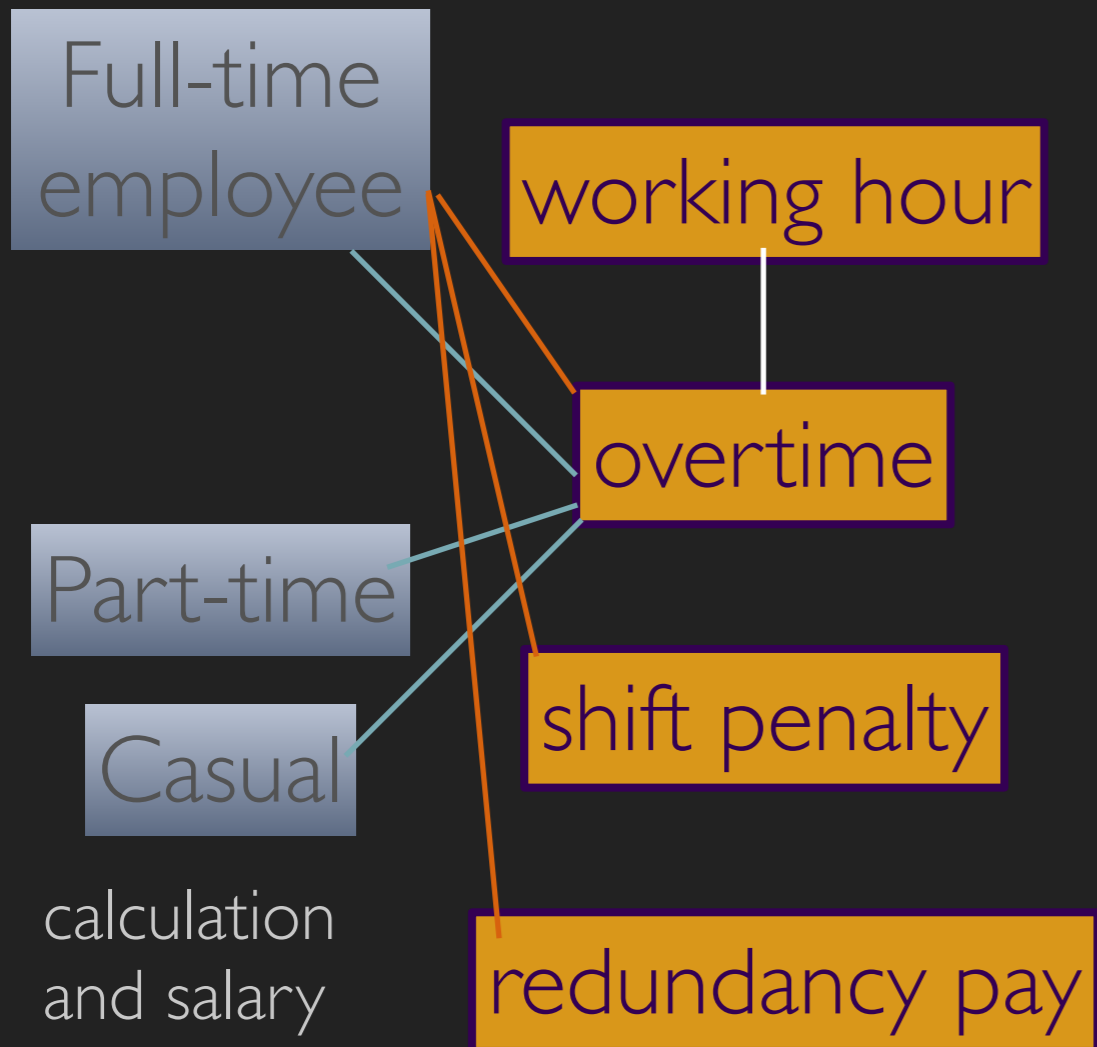 Full-time
employee
working hour
overtime
Part-time
shift penalty
Casual
calculation
and salary
redundancy pay